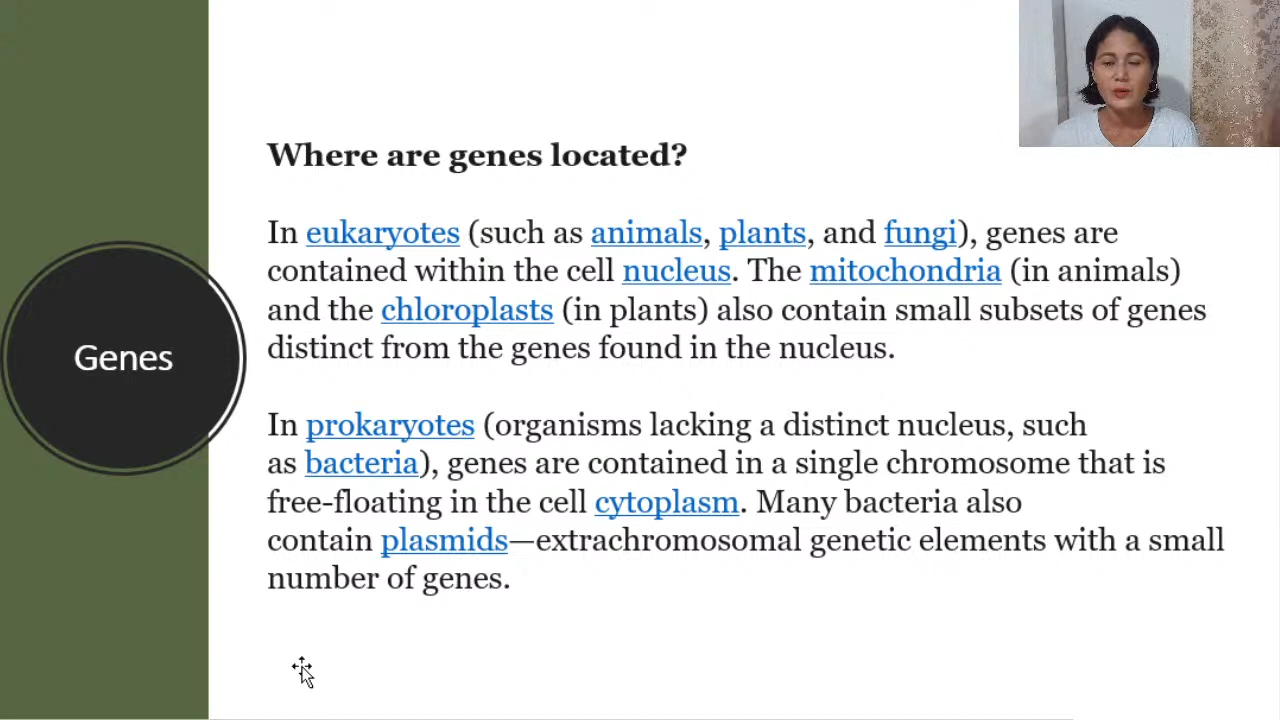 Where are genes located?
In eukaryotes (such as animals, plants, and fungi), genes are
contained within the cell nucleus. The mitochondria (in animals)
and the chloroplasts (in plants) also contain small subsets of genes
distinct from the genes found in the nucleus.
Genes
In prokaryotes (organisms lacking a distinct nucleus, such
as bacteria), genes are contained in a single chromosome that is
free-floating in the cell cytoplasm. Many bacteria also
contain plasmids—extrachromosomal genetic elements with a small
number of genes.